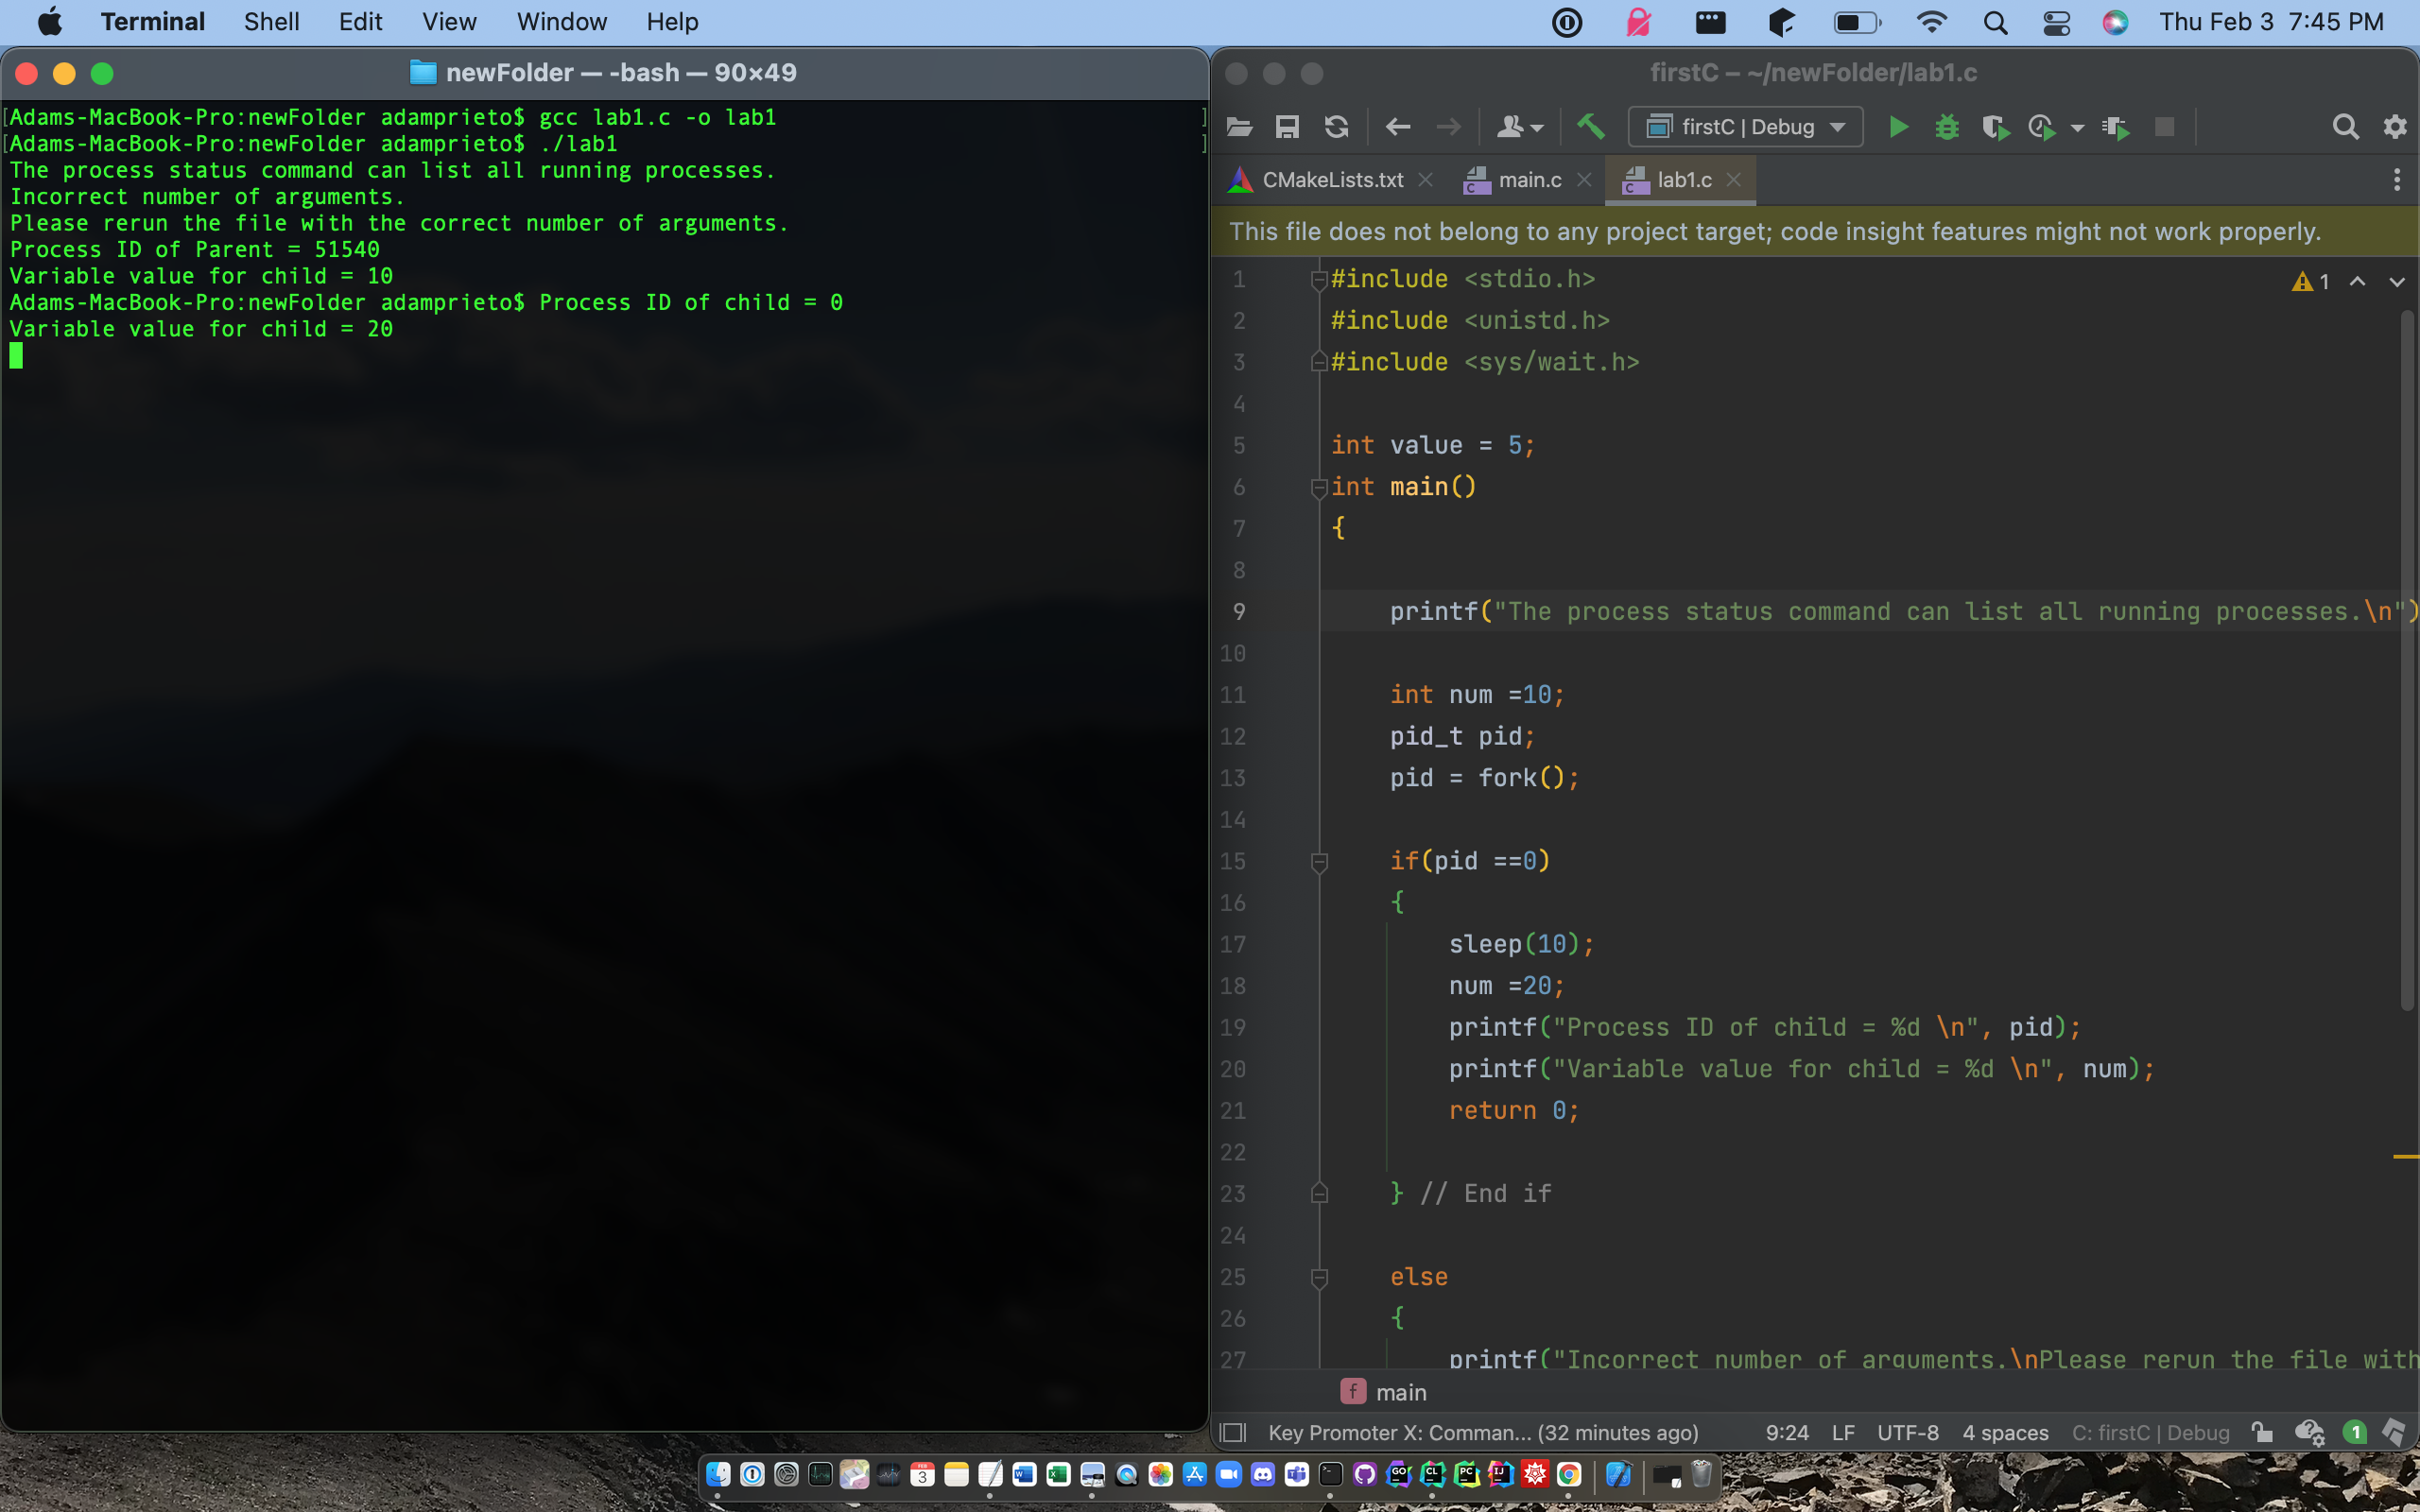 Terminal Shell Edit View Window Help Thu Feb 3 7:45 PM
newFolder — -bash — 90×49
[Adams-MacBook-Pro:newFolder adamprieto$ gcc lab1.c -o lab1 ]
[Adams-MacBook-Pro:newFolder adamprieto$ ./lab1 ]
The process status command can list all running processes.
Incorrect number of arguments.
Please rerun the file with the correct number of arguments.
Process ID of Parent = 51540
Variable value for child = 10
Adams-MacBook-Pro:newFolder adamprieto$ Process ID of child = 0
Variable value for child = 20
firstC – ~/newFolder/lab1.c
firstC | Debug
CMakeLists.txt main.c lab1.c
This file does not belong to any project target; code insight features might not work properly.
1 #include <stdio.h> 1
2 #include <unistd.h>
3 #include <sys/wait.h>
4
5 int value = 5;
6 int main()
7 {
8
9 printf("The process status command can list all running processes.\n")
10
11 int num =10;
12 pid_t pid;
13 pid = fork();
14
15 if(pid ==0)
16 {
17 sleep(10);
18 num =20;
19 printf("Process ID of child = %d \n", pid);
20 printf("Variable value for child = %d \n", num);
21 return 0;
22
23 } // End if
24
25 else
26 {
27 printf("Incorrect number of arguments.\nPlease rerun the file with
f main
Key Promoter X: Comman... (32 minutes ago) 9:24 LF UTF-8 4 spaces C: firstC | Debug 1
FEB 3 GO CL PC IJ